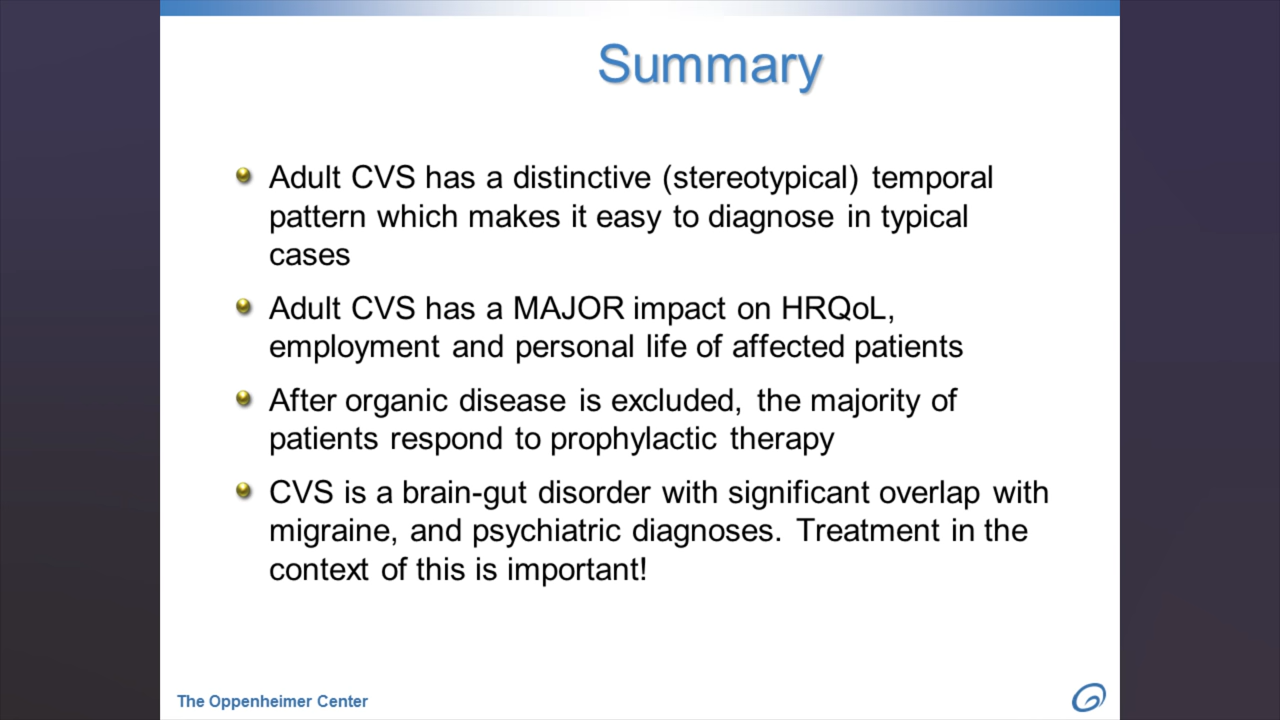 Summary
Adult CVS has a distinctive (stereotypical) temporal
pattern which makes it easy to diagnose in typical
cases
Adult CVS has a MAJOR impact on HRQoL,
employment and personal life of affected patients
After organic disease is excluded, the majority of
patients respond to prophylactic therapy
CVS is a brain-gut disorder with significant overlap with
migraine, and psychiatric diagnoses. Treatment in the
context of this is important!
The Oppenheimer Center